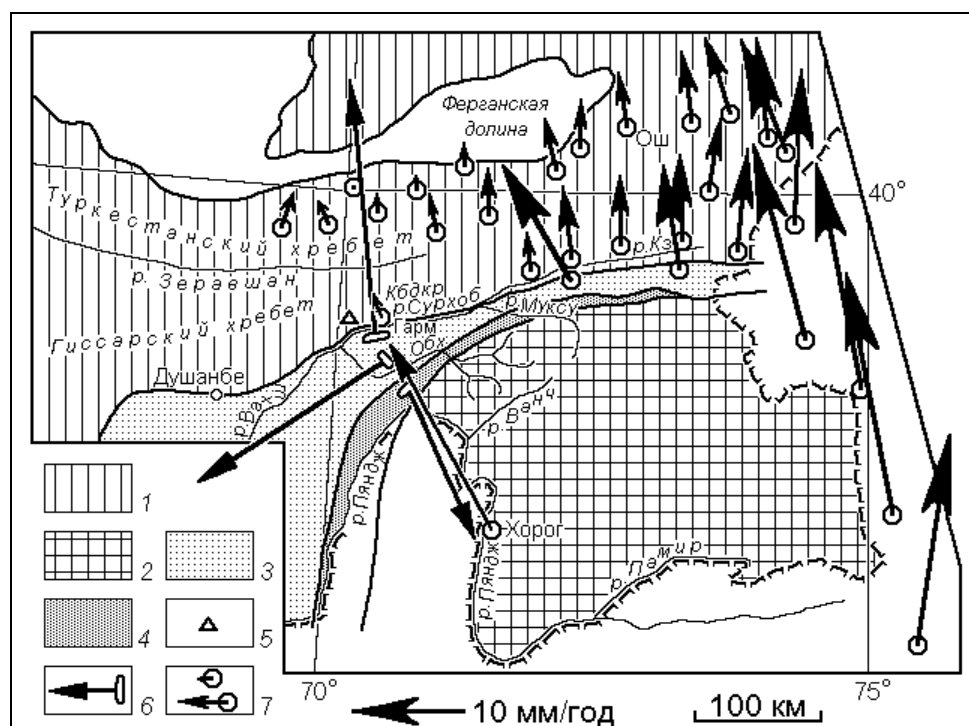 Ферганская
долина
Ош
40°
Туркестанский хребет
р. Зеравшан
р.Кз
Кбдкр
р.Сурхоб
р.Муксу
Гиссарский хребет
Гарм
Обх.
Душанбе
р.Вахш
р.Ванч
р.Пяндж
Хорог
р.Пяндж
р.Памир
1
2
3
4
5
6
7
70°
75°
10 мм/год
100 км